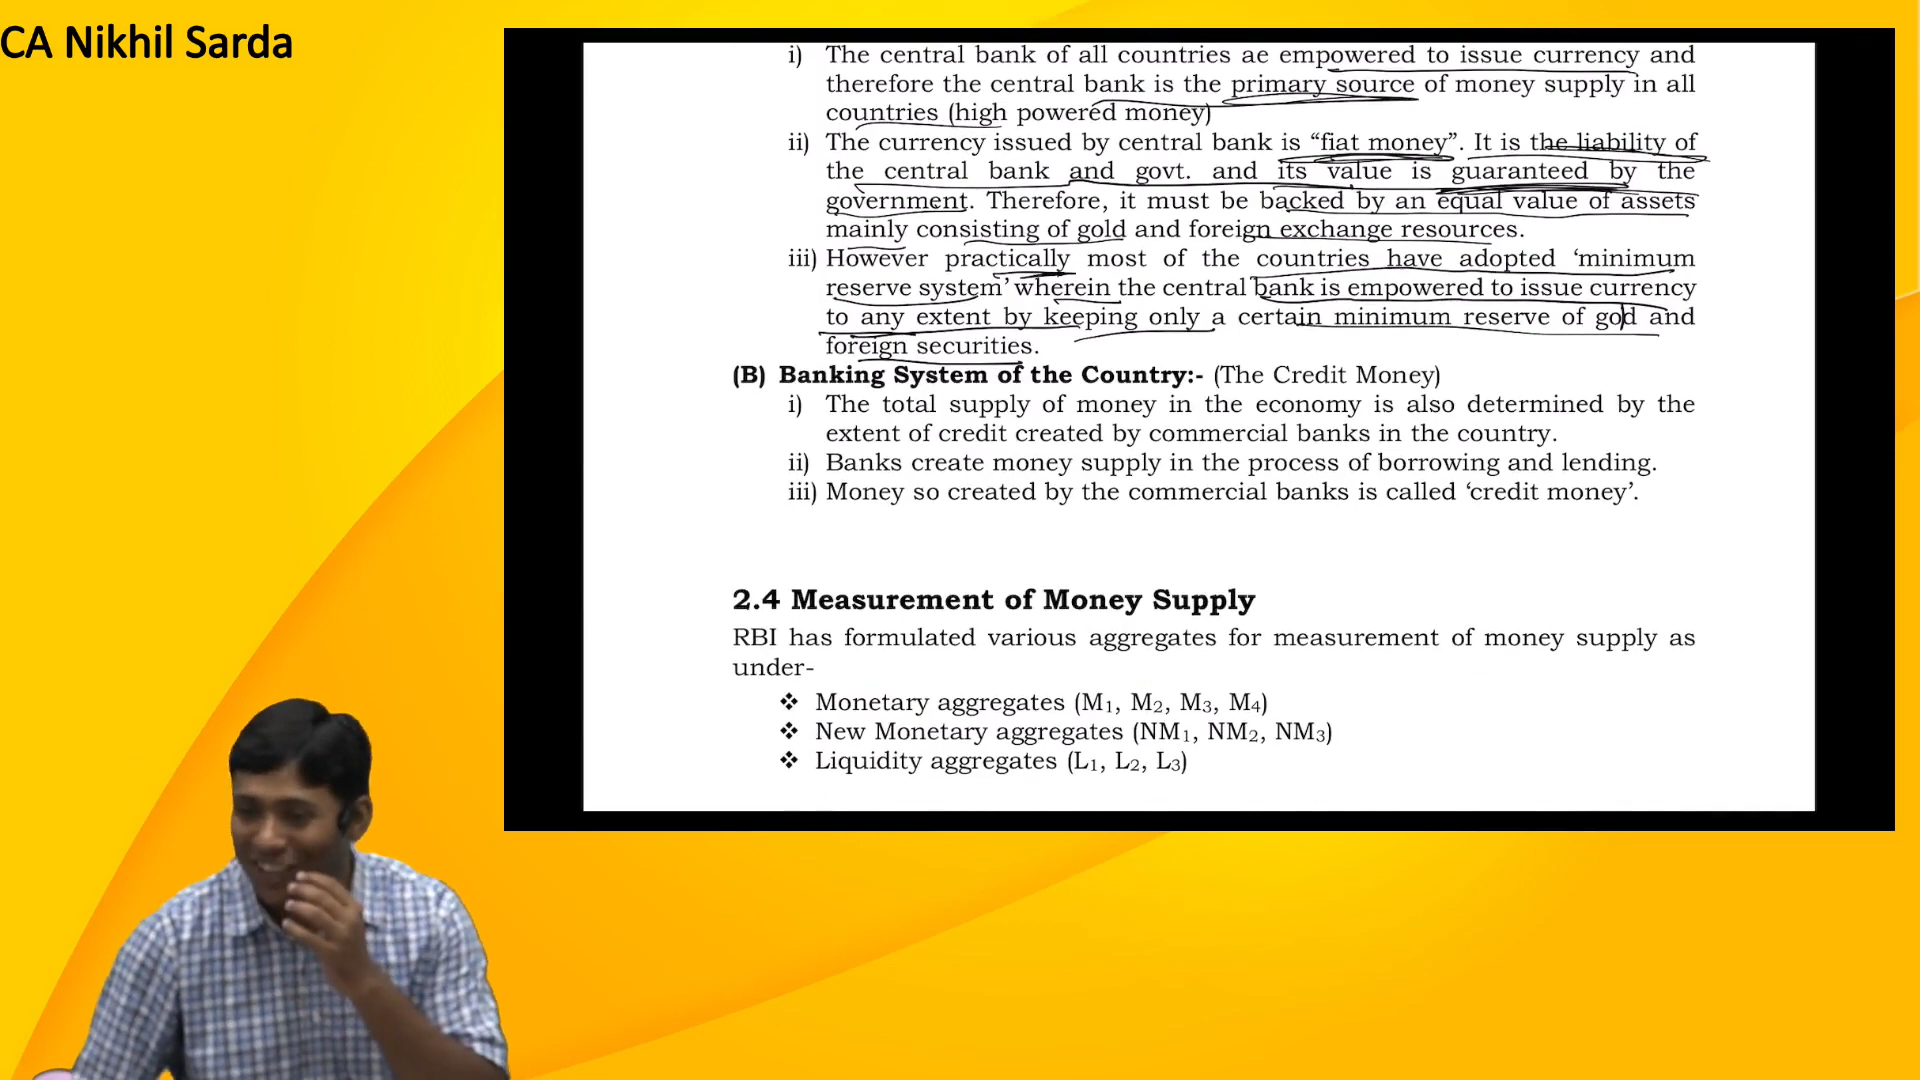 CA Nikhil Sarda
i) The central bank of all countries ae empowered to issue currency and
therefore the central bank is the primary source of money supply in all
countries (high powered money)
ii) The currency issued by central bank is “fiat money”. It is the liability of
the central bank and govt. and its value is guaranteed by the
government. Therefore, it must be backed by an equal value of assets
mainly consisting of gold and foreign exchange resources.
iii) However practically most of the countries have adopted ‘minimum
reserve system’ wherein the central bank is empowered to issue currency
to any extent by keeping only a certain minimum reserve of god and
foreign securities.
(B) Banking System of the Country:- (The Credit Money)
i) The total supply of money in the economy is also determined by the
extent of credit created by commercial banks in the country.
ii) Banks create money supply in the process of borrowing and lending.
iii) Money so created by the commercial banks is called ‘credit money’.
2.4 Measurement of Money Supply
RBI has formulated various aggregates for measurement of money supply as
under-
❖ Monetary aggregates (M₁, M₂, M₃, M₄)
❖ New Monetary aggregates (NM₁, NM₂, NM₃)
❖ Liquidity aggregates (L₁, L₂, L₃)